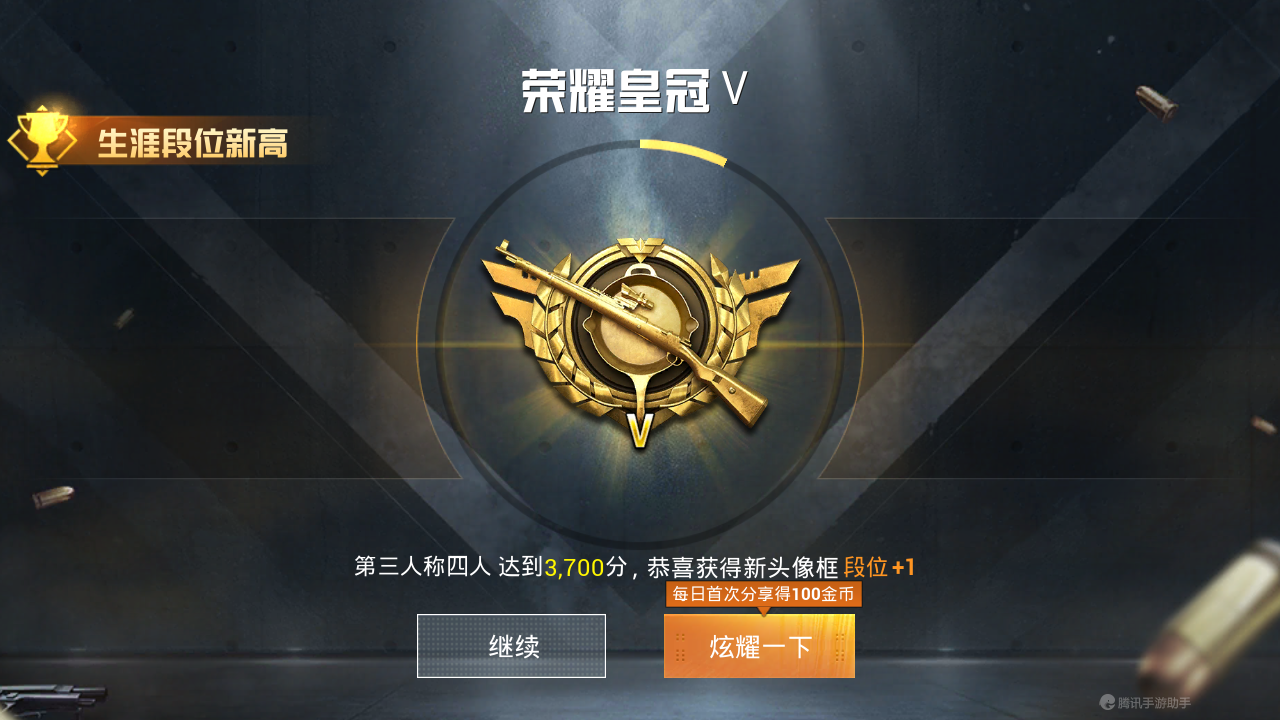 荣耀皇冠 V
生涯段位新高
V
第三人称四人 达到3,700分，恭喜获得新头像框 段位+1
每日首次分享得100金币
继续
炫耀一下
腾讯手游助手